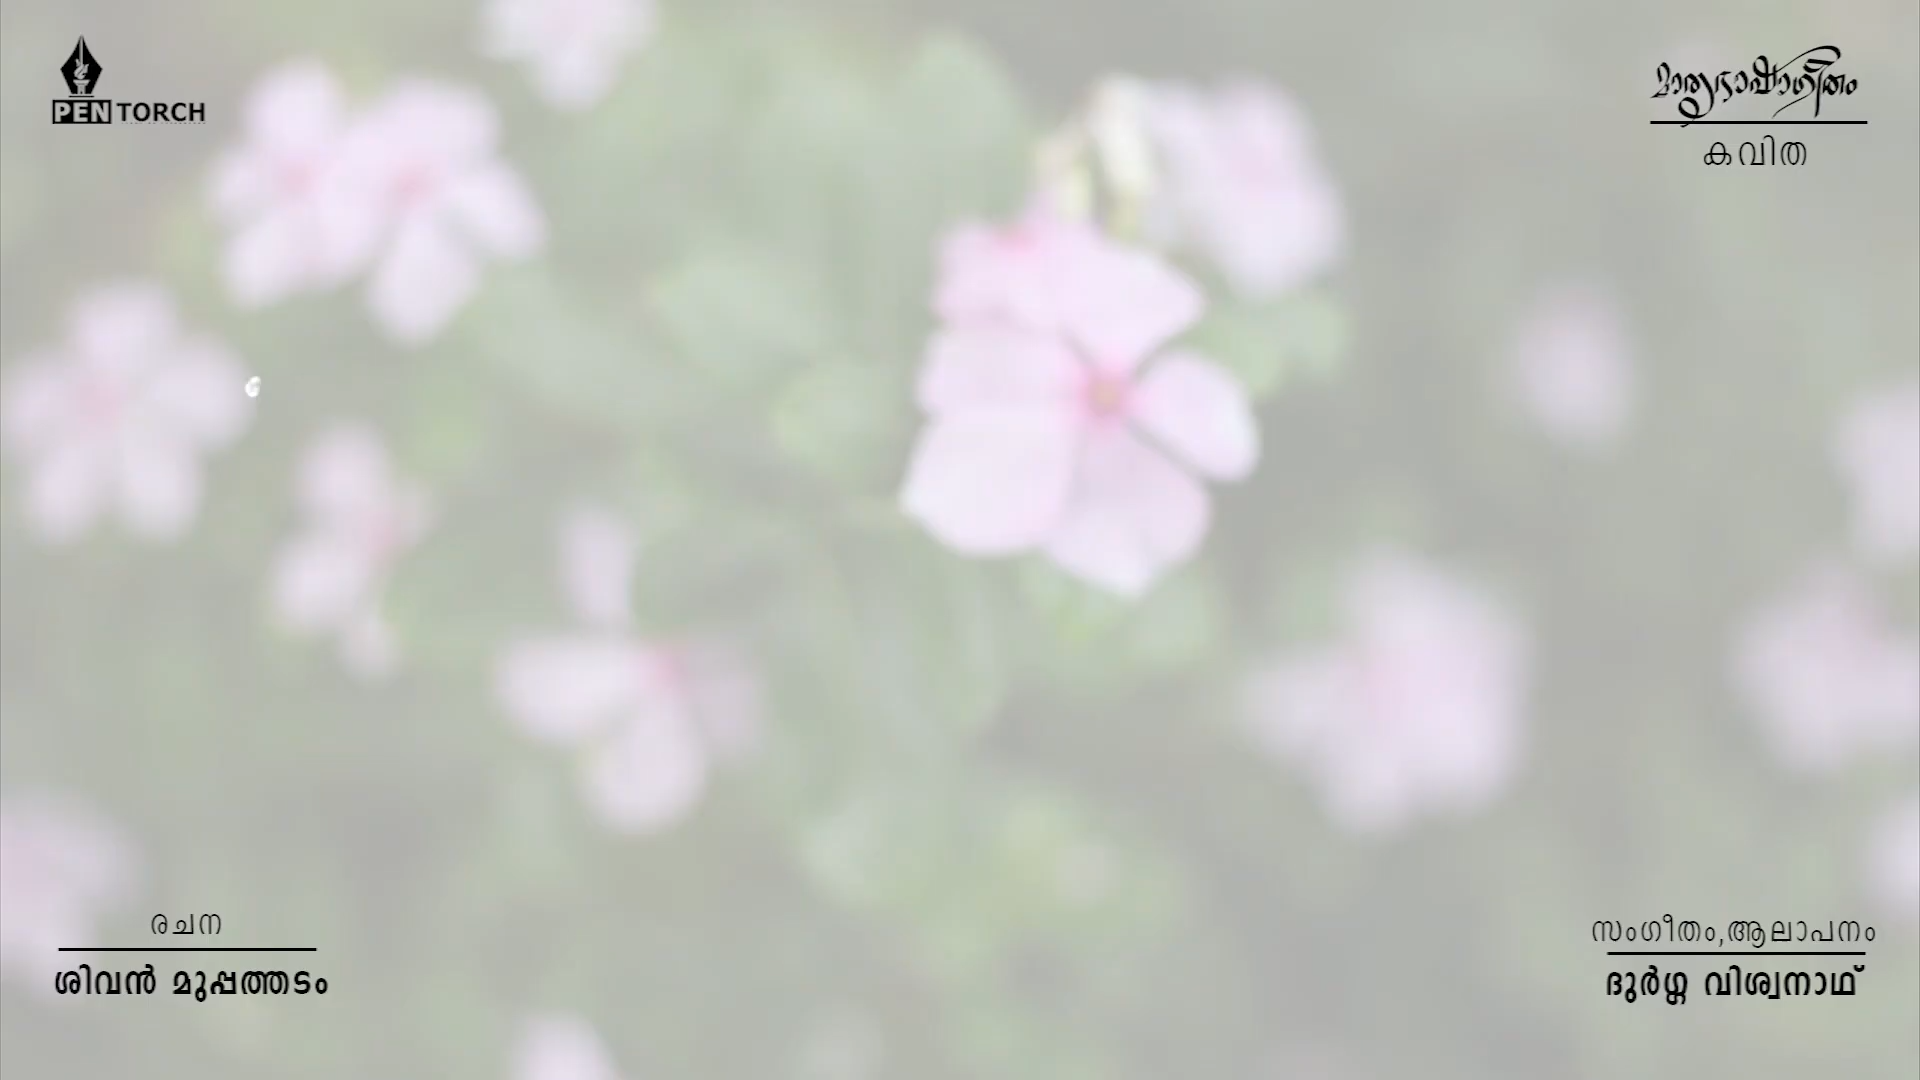 PEN TORCH
മാതൃഭാഷാഗീതം
കവിത
രചന
ശിവൻ മുപ്പത്തടം
സംഗീതം,ആലാപനം
ദുർഗ്ഗ വിശ്വനാഥ്